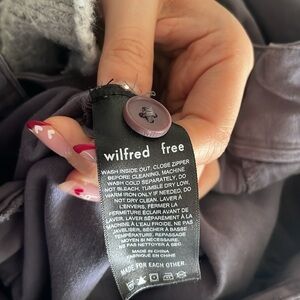 wilfred free
WASH INSIDE OUT, CLOSE ZIPPER
BEFORE CLEANING, MACHINE
WASH COLD SEPARATELY, DO
NOT BLEACH, TUMBLE DRY LOW,
WARM IRON ONLY IF NEEDED. DO
NOT DRY CLEAN. LAVER À
L'ENVERS, FERMER LA
FERMETURE ÉCLAIR AVANT DE
LAVER. LAVER SÉPARÉMENT À LA
MACHINE À L'EAU FROIDE, NE PAS
JAVELISER, SÉCHER À BASSE
TEMPÉRATURE, REPASSAGE
MOYEN SI NÉCESSAIRE.
NE PAS NETTOYER À SEC.
MADE IN CHINA
FABRIQUÉ EN CHINE
MADE FOR EACH OTHER.